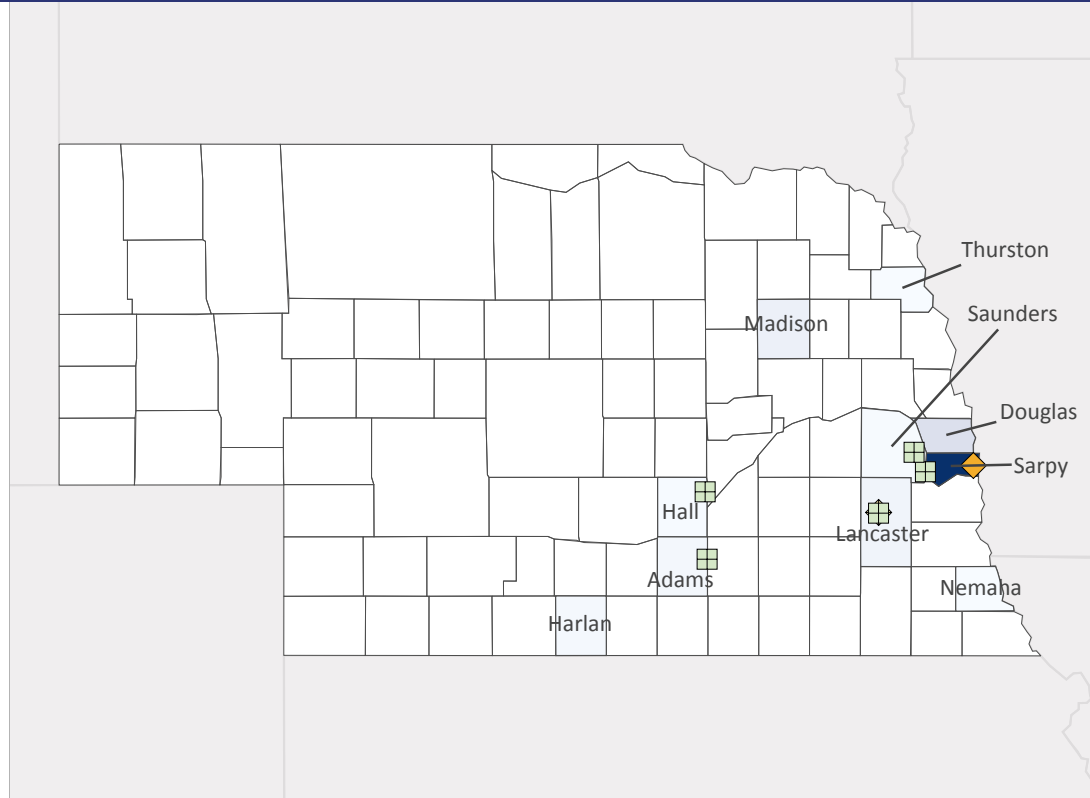 Thurston
Saunders
Madison
Douglas
Sarpy
Hall
Lancaster
Adams
Nemaha
Harlan